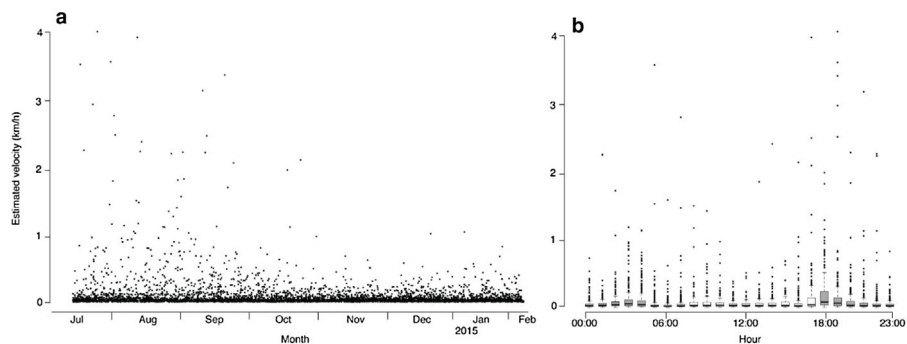 a
4
3
2
1
0
Estimated velocity (km/h)
Jul Aug Sep Oct Nov Dec Jan Feb
2015
Month
b
4
3
2
1
0
00:00 06:00 12:00 18:00 23:00
Hour